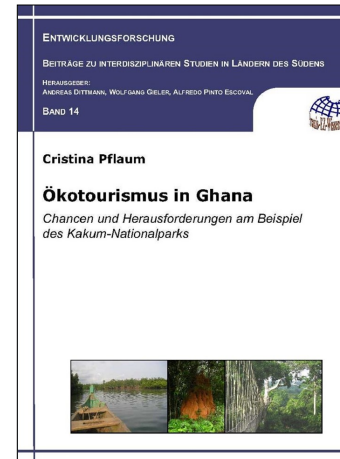 ENTWICKLUNGSFORSCHUNG
BEITRÄGE ZU INTERDISZIPLINÄREN STUDIEN IN LÄNDERN DES SÜDENS
HERAUSGEBER:
ANDREAS DITTMANN, WOLFGANG GIELER, ALFREDO PINTO ESCOVAL
BAND 14
Cristina Pflaum
Ökotourismus in Ghana
Chancen und Herausforderungen am Beispiel
des Kakum-Nationalparks